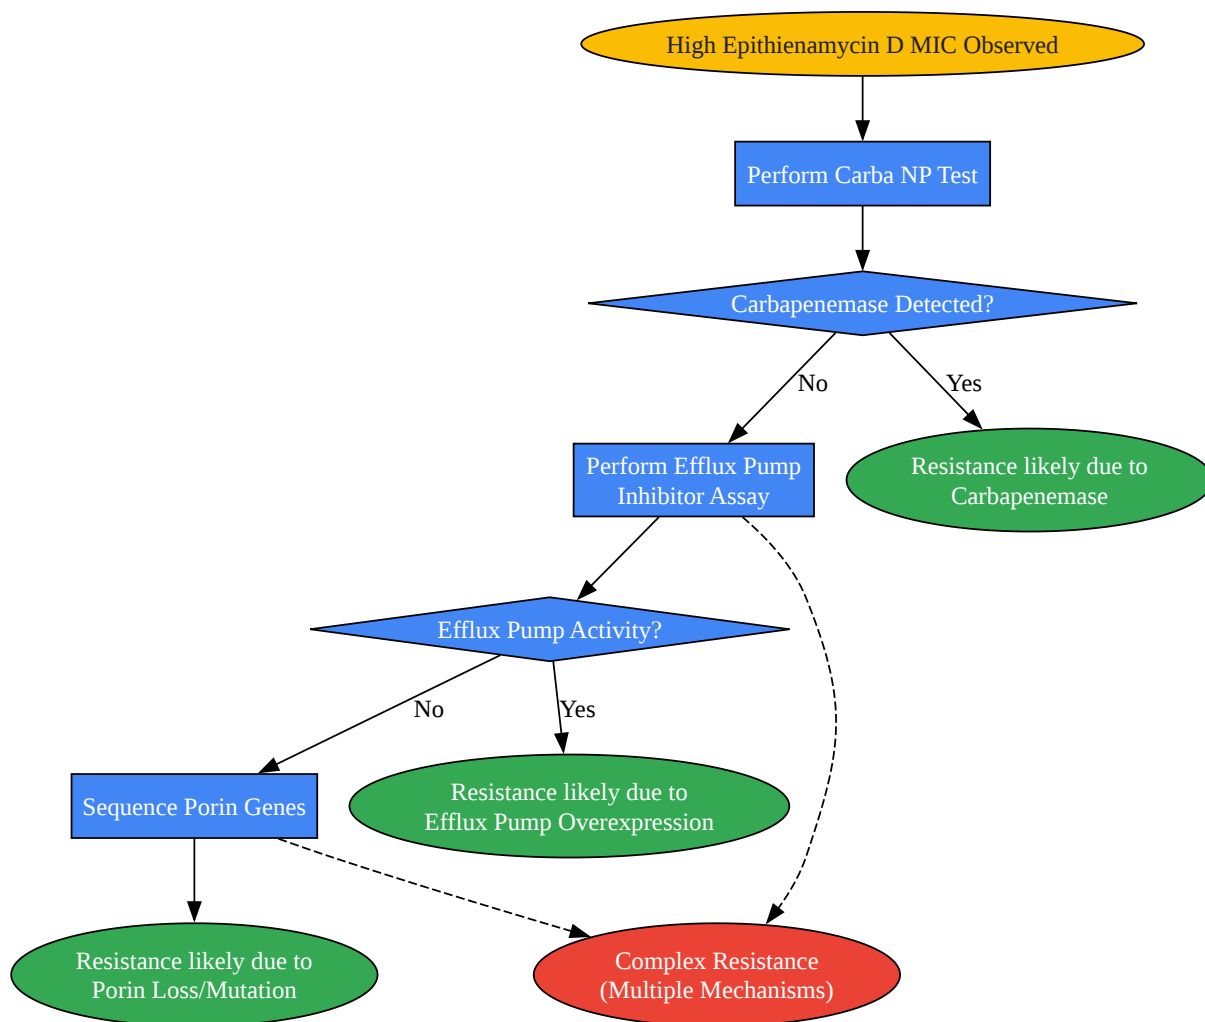 High Epithienamycin D MIC Observed
Perform Carba NP Test
Carbapenemase Detected?
No
Yes
Perform Efflux Pump
Inhibitor Assay
Resistance likely due to
Carbapenemase
Efflux Pump Activity?
No
Yes
Sequence Porin Genes
Resistance likely due to
Efflux Pump Overexpression
Resistance likely due to
Porin Loss/Mutation
Complex Resistance
(Multiple Mechanisms)